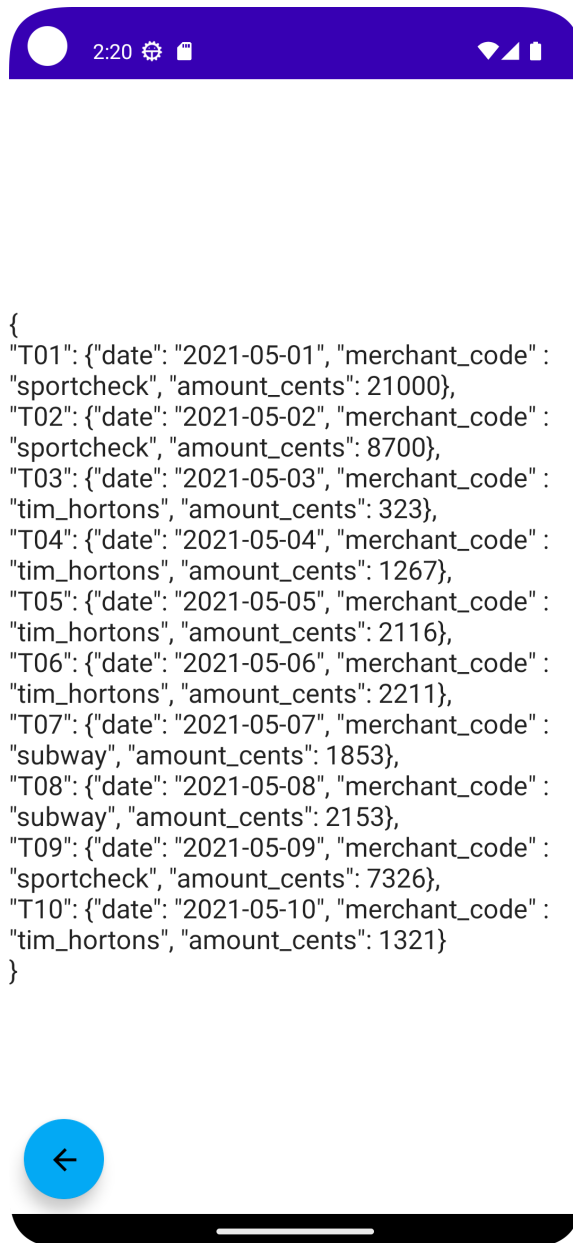 2:20
{
"T01": {"date": "2021-05-01", "merchant_code" :
"sportcheck", "amount_cents": 21000},
"T02": {"date": "2021-05-02", "merchant_code" :
"sportcheck", "amount_cents": 8700},
"T03": {"date": "2021-05-03", "merchant_code" :
"tim_hortons", "amount_cents": 323},
"T04": {"date": "2021-05-04", "merchant_code" :
"tim_hortons", "amount_cents": 1267},
"T05": {"date": "2021-05-05", "merchant_code" :
"tim_hortons", "amount_cents": 2116},
"T06": {"date": "2021-05-06", "merchant_code" :
"tim_hortons", "amount_cents": 2211},
"T07": {"date": "2021-05-07", "merchant_code" :
"subway", "amount_cents": 1853},
"T08": {"date": "2021-05-08", "merchant_code" :
"subway", "amount_cents": 2153},
"T09": {"date": "2021-05-09", "merchant_code" :
"sportcheck", "amount_cents": 7326},
"T10": {"date": "2021-05-10", "merchant_code" :
"tim_hortons", "amount_cents": 1321}
}